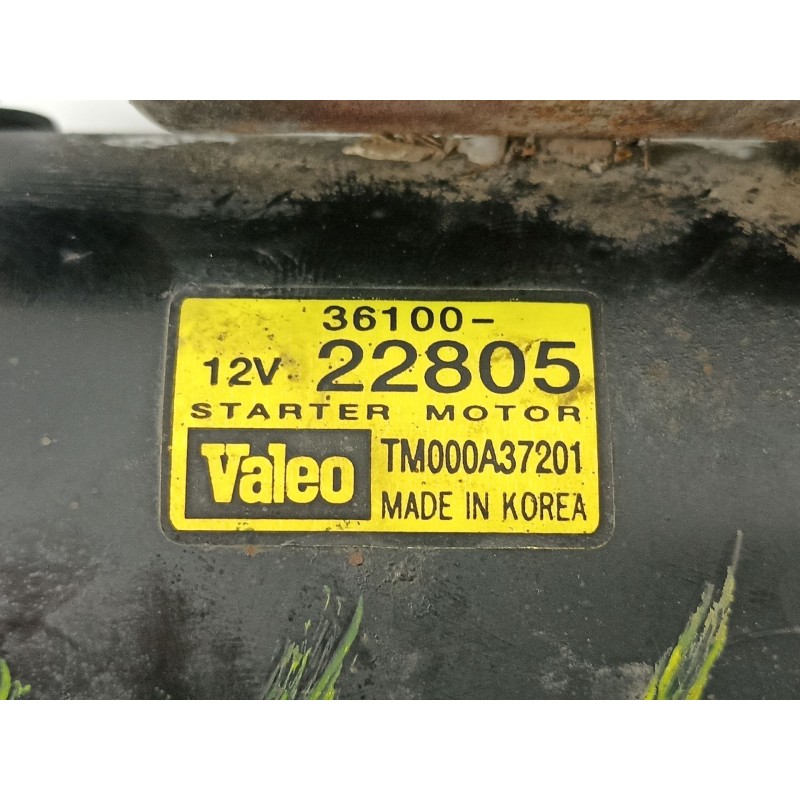 36100-
12V 22805
STARTER MOTOR
Valeo TM000A37201
MADE IN KOREA